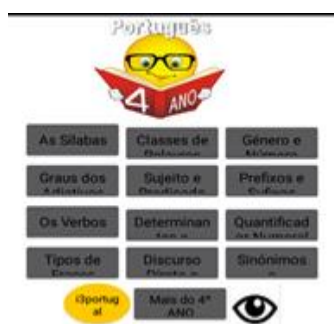 Português
4 ANO
As Sílabas
Classes de
Género e
Graus dos
Sujeito e
Prefixos e
Os Verbos
Determinan
Quantificad
Tipos de
Discurso
Sinónimos
i3portug
al
Mais do 4º
ANO